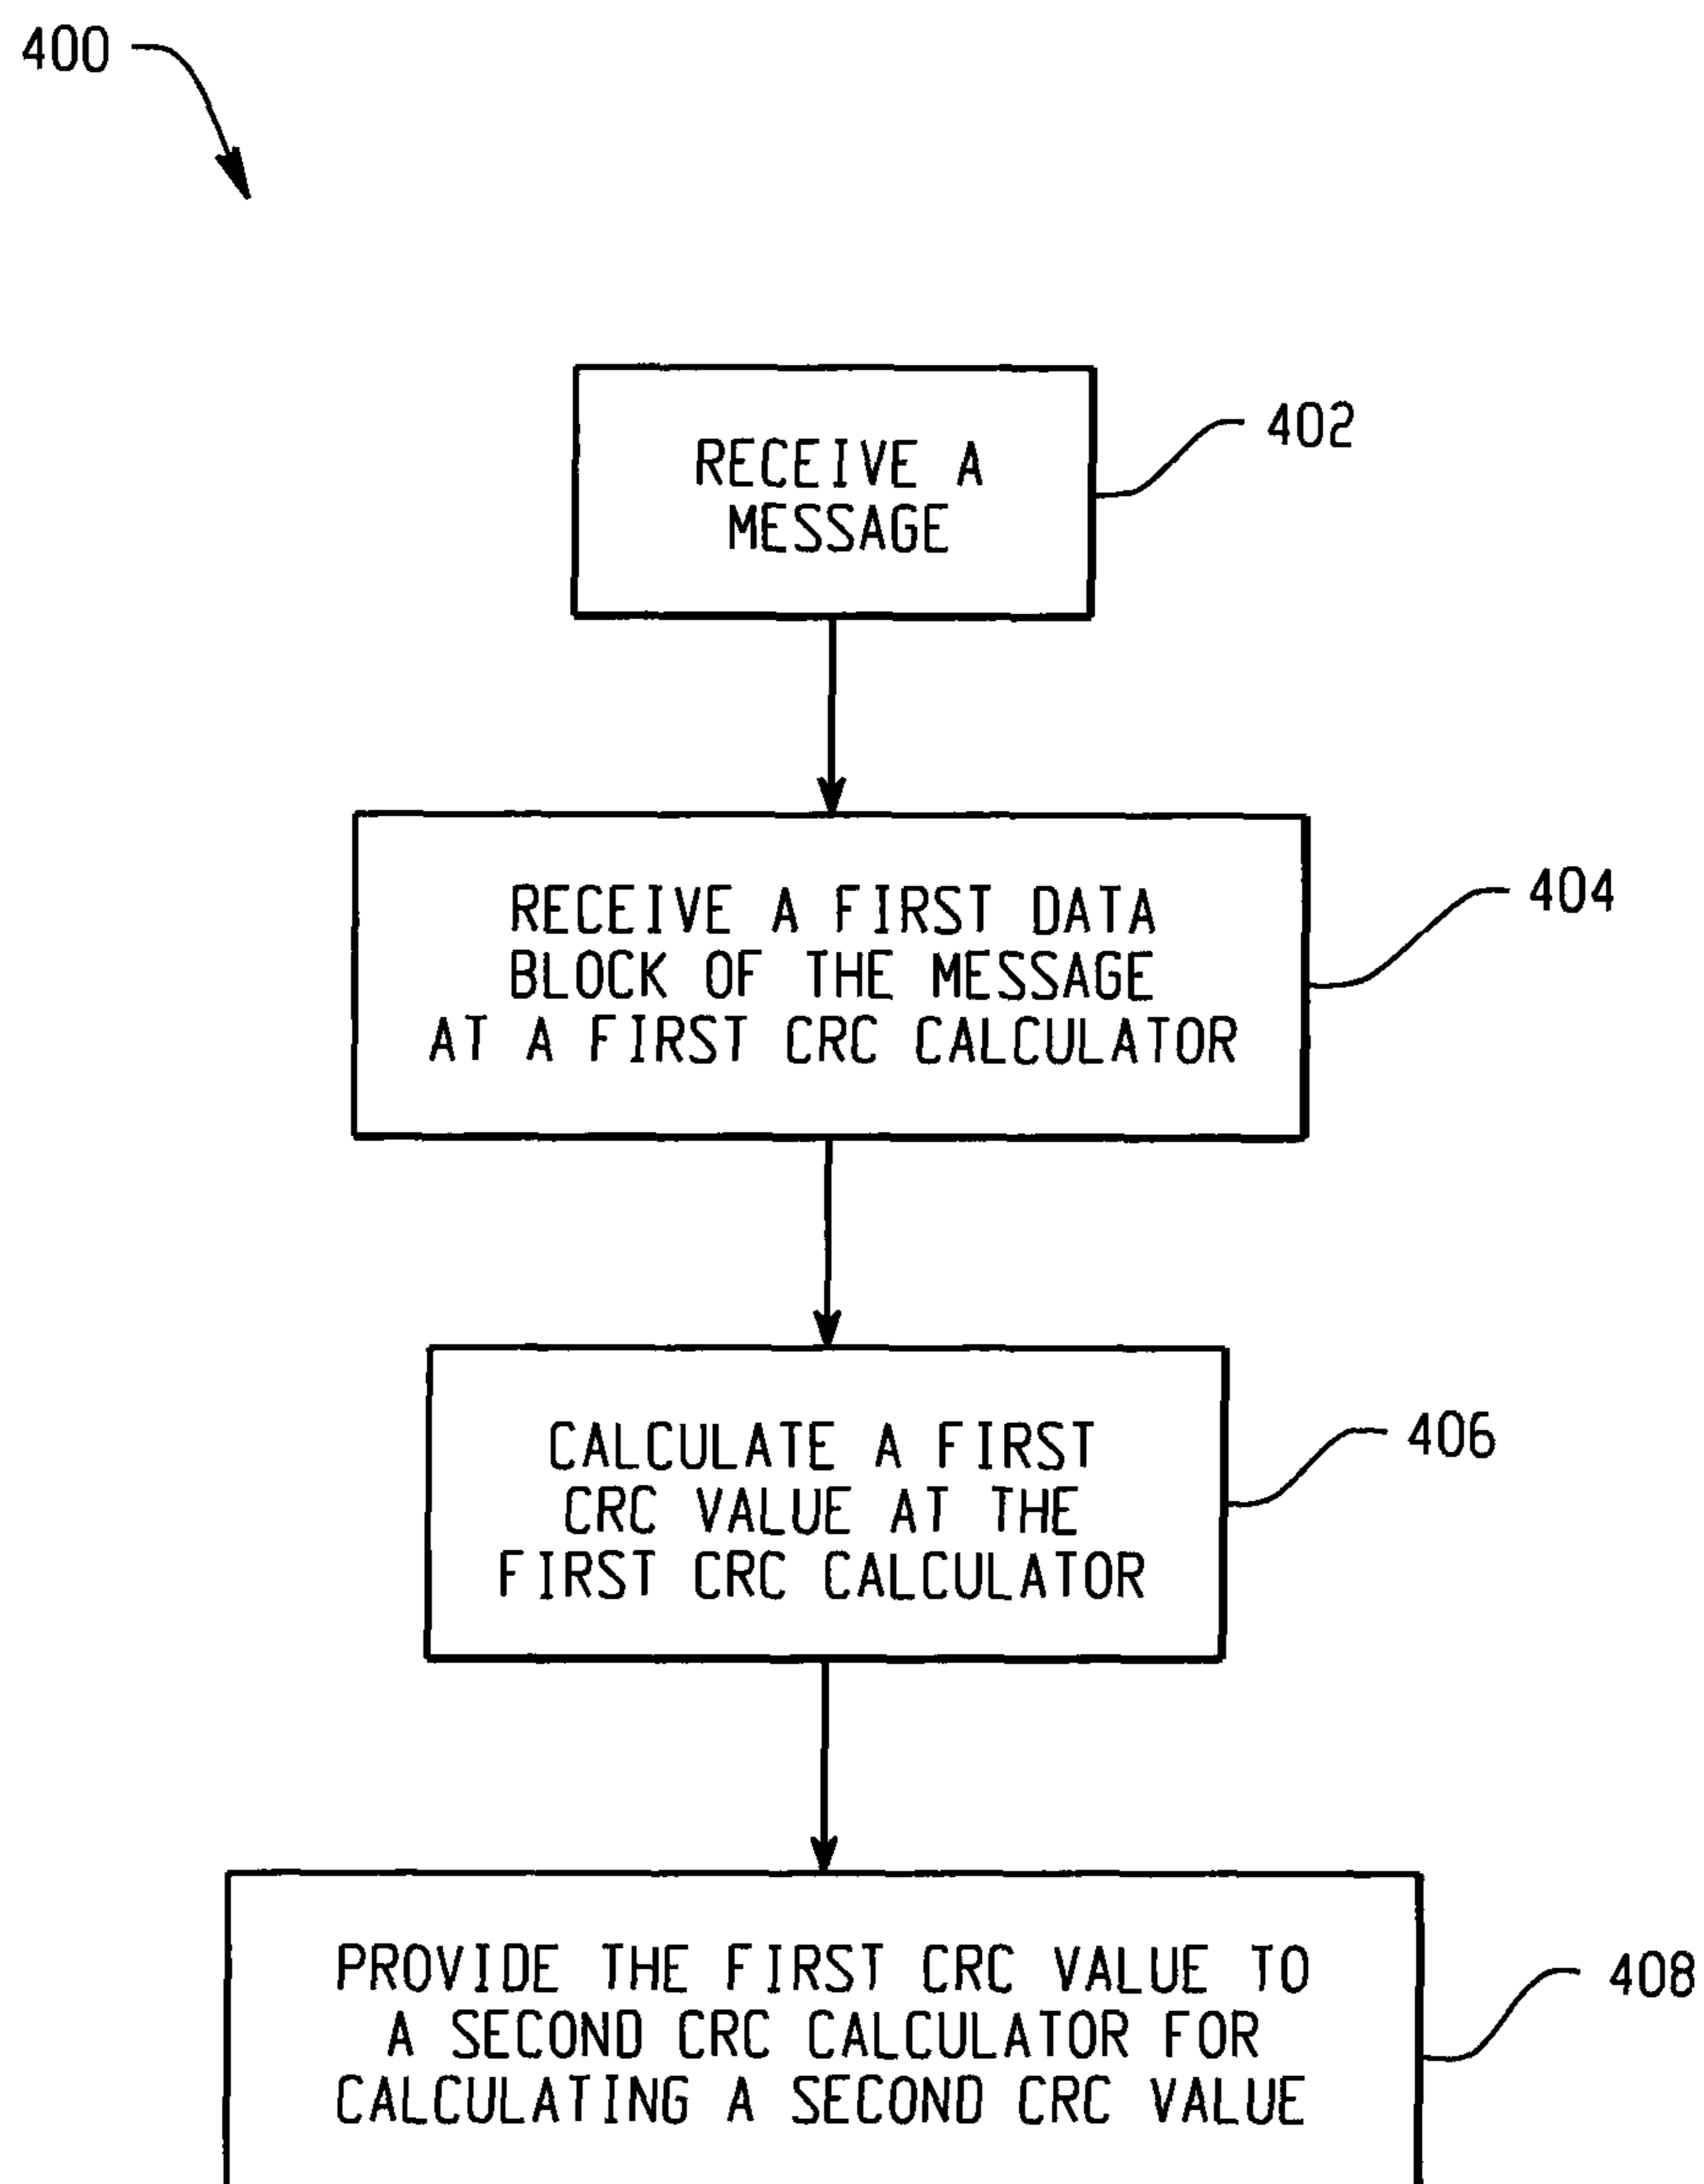 400
402
RECEIVE A
MESSAGE
404
RECEIVE A FIRST DATA
BLOCK OF THE MESSAGE
AT A FIRST CRC CALCULATOR
406
CALCULATE A FIRST
CRC VALUE AT THE
FIRST CRC CALCULATOR
408
PROVIDE THE FIRST CRC VALUE TO
A SECOND CRC CALCULATOR FOR
CALCULATING A SECOND CRC VALUE